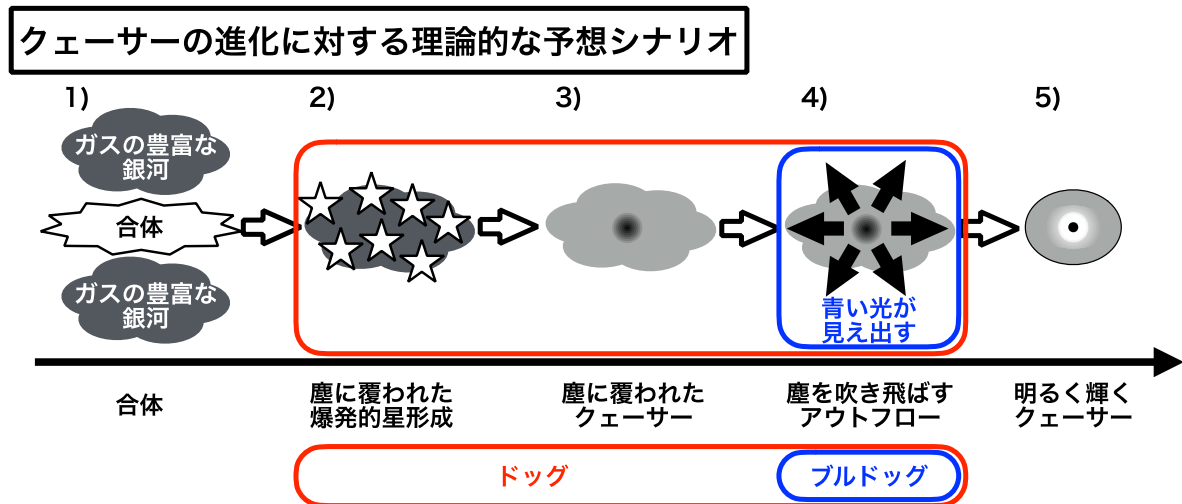 クェーサーの進化に対する理論的な予想シナリオ
1)
2)
3)
4)
5)
ガスの豊富な
銀河
合体
ガスの豊富な
銀河
青い光が
見え出す
合体
塵に覆われた
爆発的星形成
塵に覆われた
クェーサー
塵を吹き飛ばす
アウトフロー
明るく輝く
クェーサー
ドッグ
ブルドッグ